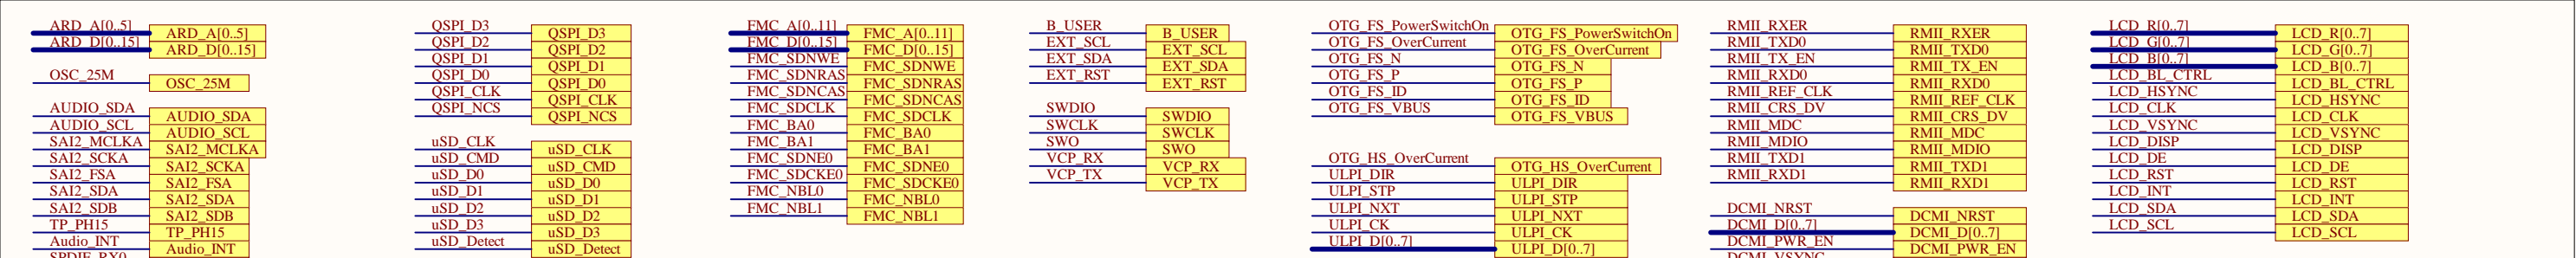 ARD_A[0..5] ARD_A[0..5]
ARD_D[0..15] ARD_D[0..15]
OSC_25M OSC_25M
AUDIO_SDA AUDIO_SDA
AUDIO_SCL AUDIO_SCL
SAI2_MCLKA SAI2_MCLKA
SAI2_SCKA SAI2_SCKA
SAI2_FSA SAI2_FSA
SAI2_SDA SAI2_SDA
SAI2_SDB SAI2_SDB
TP_PH15 TP_PH15
Audio_INT Audio_INT
SPDIF_RX0
QSPI_D3 QSPI_D3
QSPI_D2 QSPI_D2
QSPI_D1 QSPI_D1
QSPI_D0 QSPI_D0
QSPI_CLK QSPI_CLK
QSPI_NCS QSPI_NCS
uSD_CLK uSD_CLK
uSD_CMD uSD_CMD
uSD_D0 uSD_D0
uSD_D1 uSD_D1
uSD_D2 uSD_D2
uSD_D3 uSD_D3
uSD_Detect uSD_Detect
FMC_A[0..11] FMC_A[0..11]
FMC_D[0..15] FMC_D[0..15]
FMC_SDNWE FMC_SDNWE
FMC_SDNRAS FMC_SDNRAS
FMC_SDNCAS FMC_SDNCAS
FMC_SDCLK FMC_SDCLK
FMC_BA0 FMC_BA0
FMC_BA1 FMC_BA1
FMC_SDNE0 FMC_SDNE0
FMC_SDCKE0 FMC_SDCKE0
FMC_NBL0 FMC_NBL0
FMC_NBL1 FMC_NBL1
B_USER B_USER
EXT_SCL EXT_SCL
EXT_SDA EXT_SDA
EXT_RST EXT_RST
SWDIO SWDIO
SWCLK SWCLK
SWO SWO
VCP_RX VCP_RX
VCP_TX VCP_TX
OTG_FS_PowerSwitchOn OTG_FS_PowerSwitchOn
OTG_FS_OverCurrent OTG_FS_OverCurrent
OTG_FS_N OTG_FS_N
OTG_FS_P OTG_FS_P
OTG_FS_ID OTG_FS_ID
OTG_FS_VBUS OTG_FS_VBUS
OTG_HS_OverCurrent OTG_HS_OverCurrent
ULPI_DIR ULPI_DIR
ULPI_STP ULPI_STP
ULPI_NXT ULPI_NXT
ULPI_CK ULPI_CK
ULPI_D[0..7] ULPI_D[0..7]
RMII_RXER RMII_RXER
RMII_TXD0 RMII_TXD0
RMII_TX_EN RMII_TX_EN
RMII_RXD0 RMII_RXD0
RMII_REF_CLK RMII_REF_CLK
RMII_CRS_DV RMII_CRS_DV
RMII_MDC RMII_MDC
RMII_MDIO RMII_MDIO
RMII_TXD1 RMII_TXD1
RMII_RXD1 RMII_RXD1
DCMI_NRST DCMI_NRST
DCMI_D[0..7] DCMI_D[0..7]
DCMI_PWR_EN DCMI_PWR_EN
DCMI_VSYNC
LCD_R[0..7] LCD_R[0..7]
LCD_G[0..7] LCD_G[0..7]
LCD_B[0..7] LCD_B[0..7]
LCD_BL_CTRL LCD_BL_CTRL
LCD_HSYNC LCD_HSYNC
LCD_CLK LCD_CLK
LCD_VSYNC LCD_VSYNC
LCD_DISP LCD_DISP
LCD_DE LCD_DE
LCD_RST LCD_RST
LCD_INT LCD_INT
LCD_SDA LCD_SDA
LCD_SCL LCD_SCL